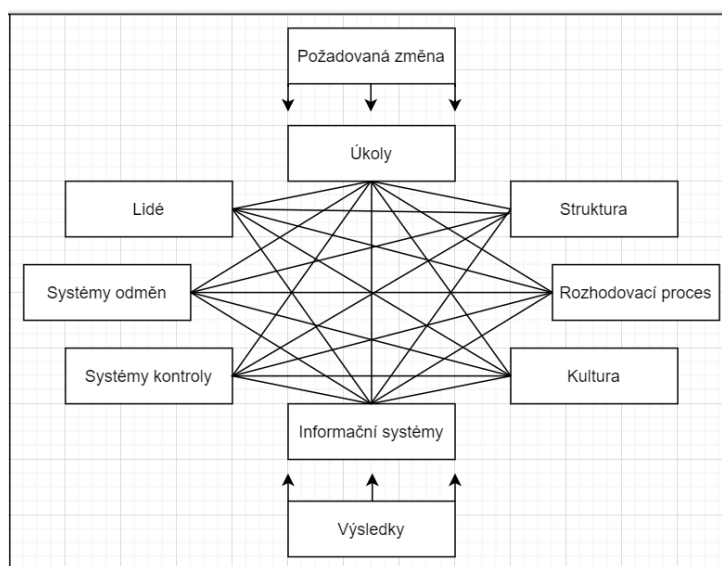 Požadovaná změna
Úkoly
Lidé
Struktura
Systémy odměn
Rozhodovací proces
Systémy kontroly
Kultura
Informační systémy
Výsledky